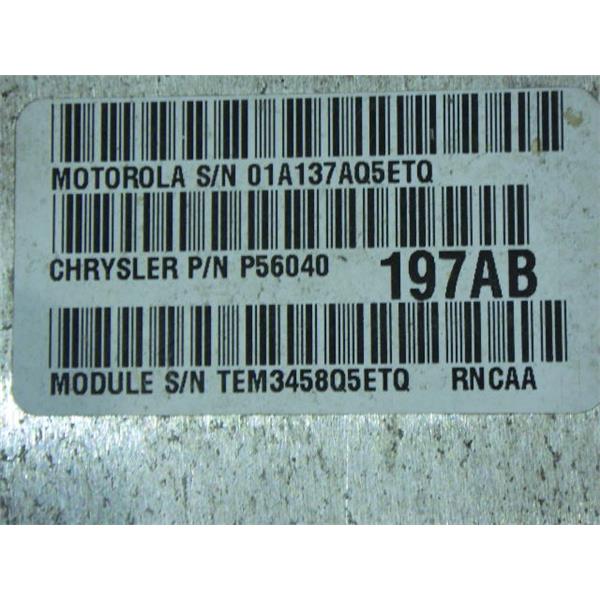 MOTOROLA S/N 01A137AQ5ETQ
CHRYSLER P/N P56040 197AB
MODULE S/N TEM3458Q5ETQ RNCAA